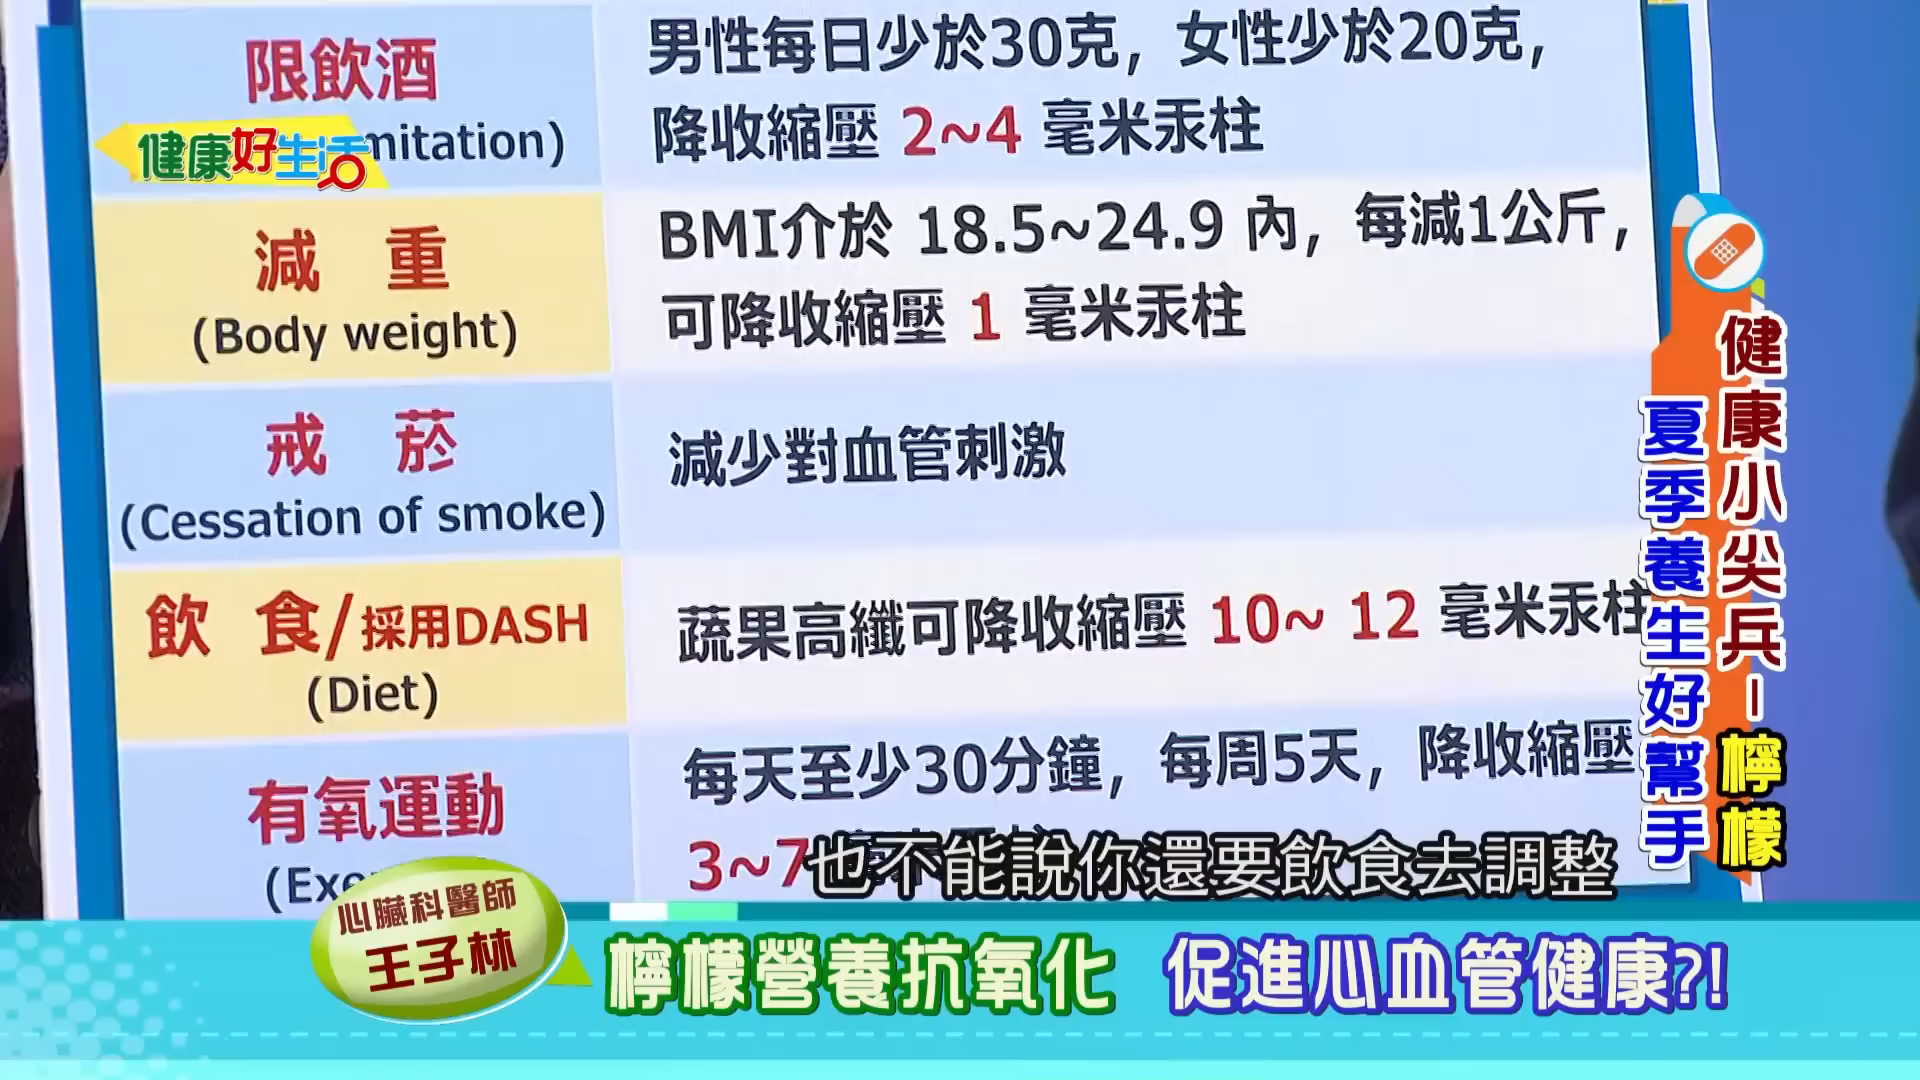 限飲酒
mitation)
男性每日少於30克，女性少於20克，
降收縮壓 2~4 毫米汞柱
健康好生活
減 重
(Body weight)
BMI介於 18.5~24.9 內，每減1公斤，
可降收縮壓 1 毫米汞柱
戒 菸
(Cessation of smoke)
減少對血管刺激
飲 食/採用DASH
(Diet)
蔬果高纖可降收縮壓 10~ 12 毫米汞柱
有氧運動
(Exe
每天至少30分鐘，每周5天，降收縮壓
3~7
健康小尖兵-檸檬
夏季養生好幫手
也不能說你還要飲食去調整
心臟科醫師
王子林
檸檬營養抗氧化 促進心血管健康?!